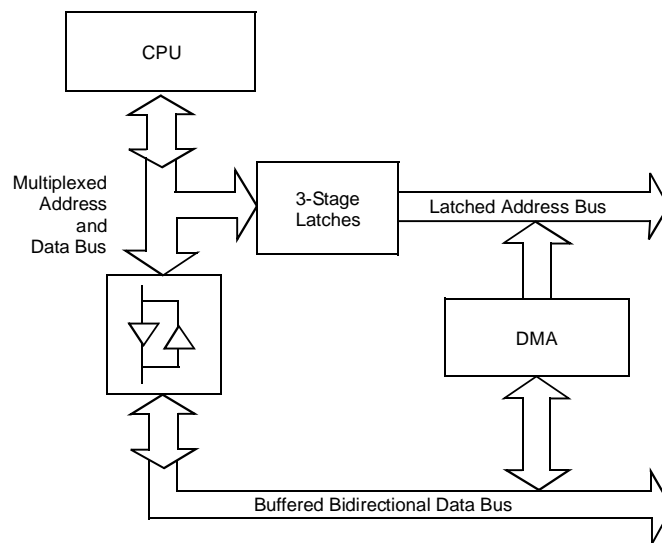 CPU
Multiplexed
Address
and
Data Bus
3-Stage
Latches
Latched Address Bus
DMA
Buffered Bidirectional Data Bus